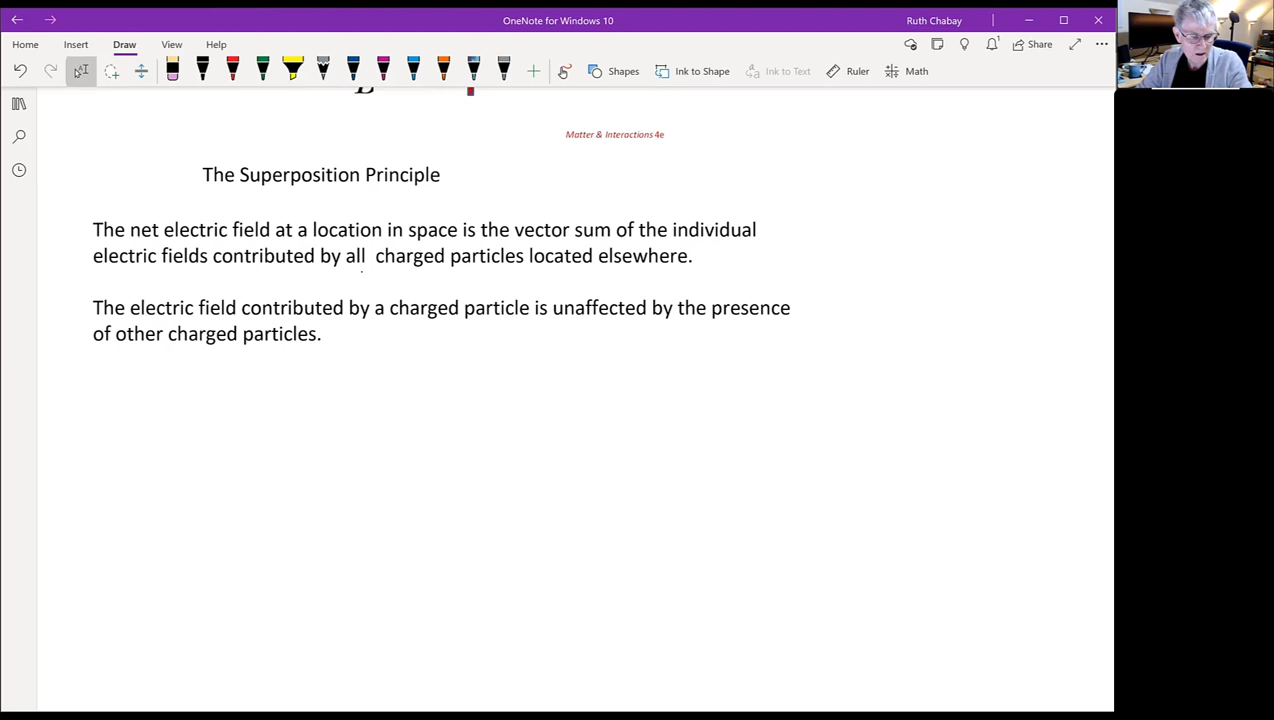 OneNote for Windows 10
Ruth Chabay
Home Insert Draw View Help
Share
Shapes Ink to Shape Ink to Text Ruler Math
Matter & Interactions 4e
The Superposition Principle
The net electric field at a location in space is the vector sum of the individual
electric fields contributed by all charged particles located elsewhere.
The electric field contributed by a charged particle is unaffected by the presence
of other charged particles.